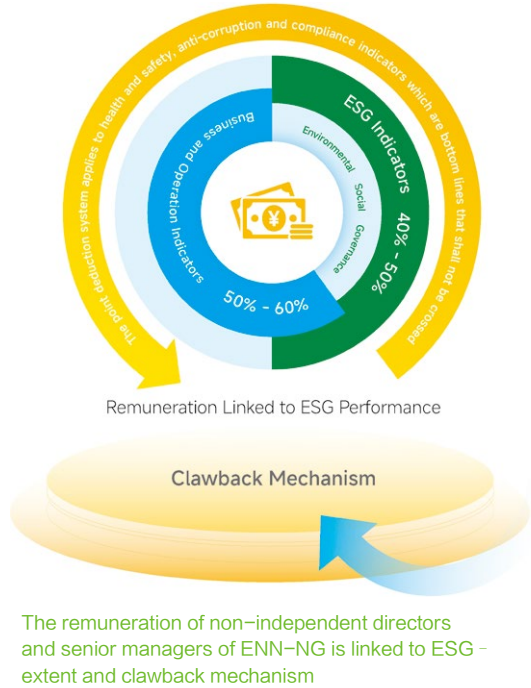 The point deduction system applies to health and safety, anti-corruption and compliance indicators which are bottom lines that shall not be crossed
ESG Indicators 40% - 50%
Environmental Social Governance
Business and Operation Indicators
50% - 60%
Remuneration Linked to ESG Performance
Clawback Mechanism
The remuneration of non-independent directors
and senior managers of ENN-NG is linked to ESG -
extent and clawback mechanism